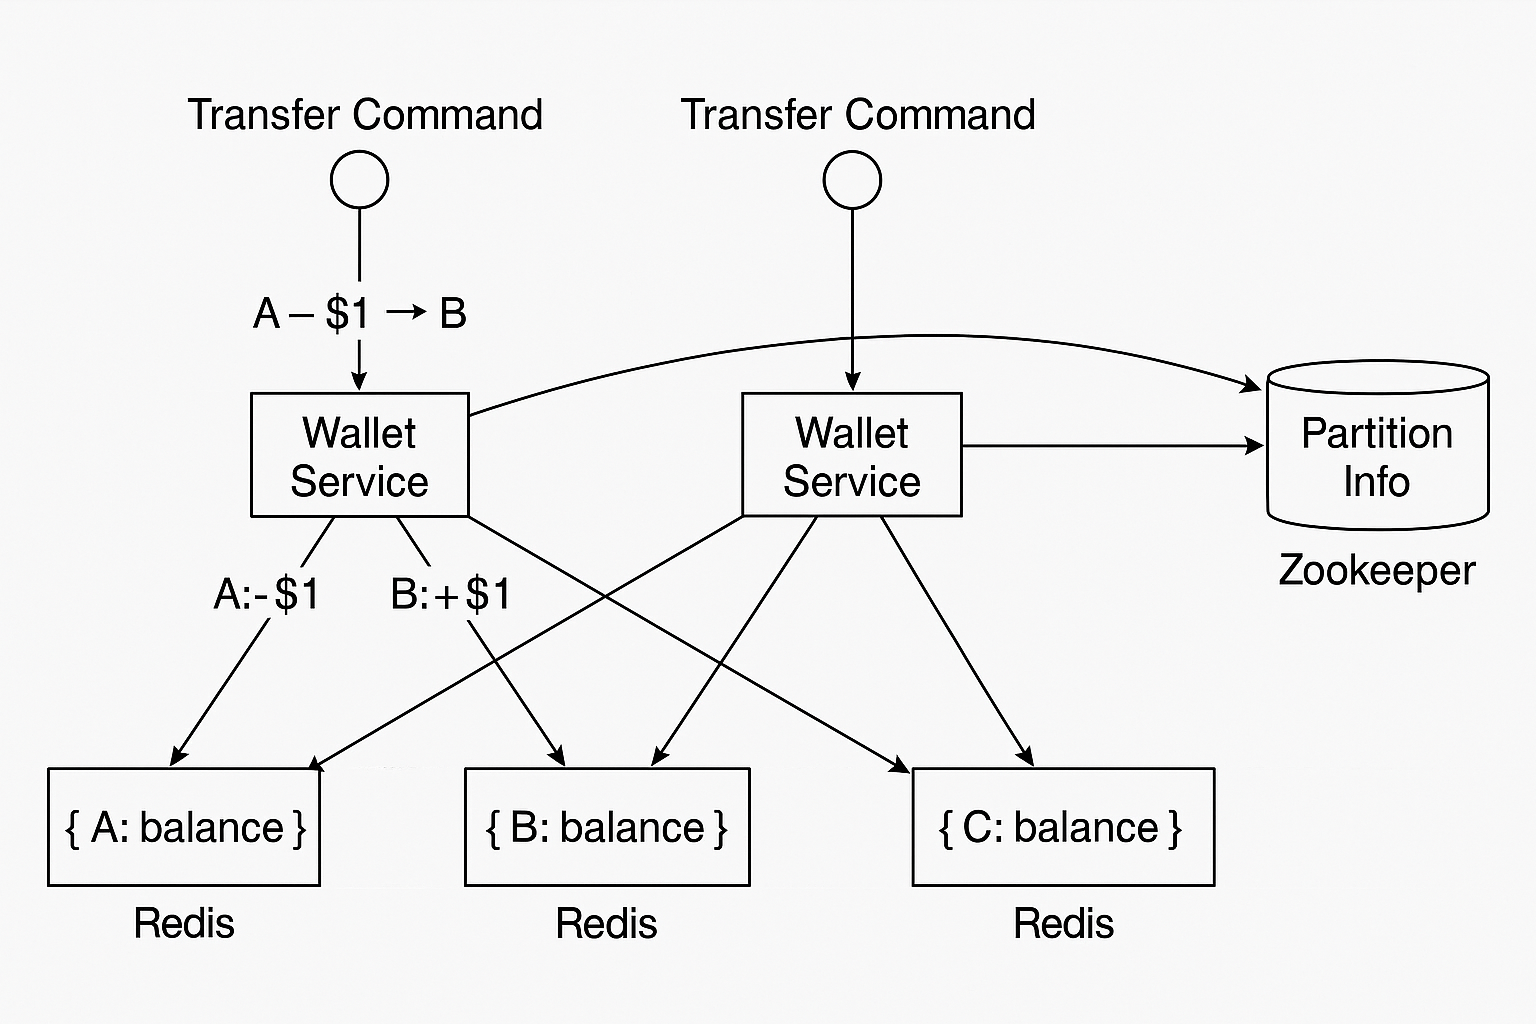 Transfer Command
Transfer Command
A – $1 → B
Wallet
Service
Wallet
Service
Partition
Info
Zookeeper
A:-$1
B:+$1
{ A: balance }
{ B: balance }
{ C: balance }
Redis
Redis
Redis